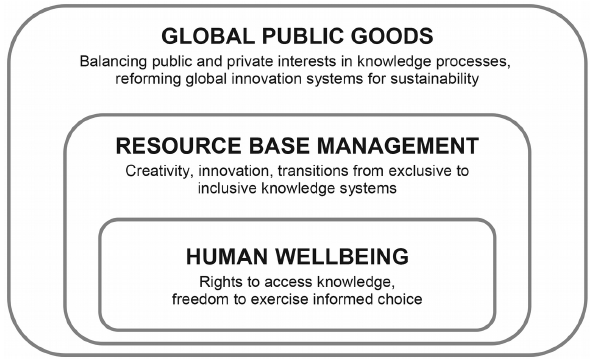 GLOBAL PUBLIC GOODS
Balancing public and private interests in knowledge processes,
reforming global innovation systems for sustainability
RESOURCE BASE MANAGEMENT
Creativity, innovation, transitions from exclusive to
inclusive knowledge systems
HUMAN WELLBEING
Rights to access knowledge,
freedom to exercise informed choice